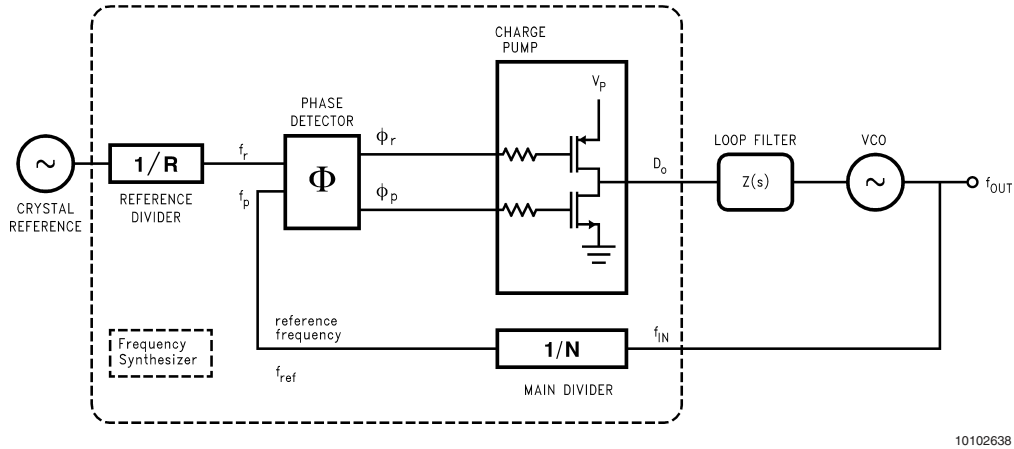 CHARGE
PUMP
V_P
PHASE
DETECTOR
ϕ_r
ϕ_p
Φ
f_r
f_p
1/R
REFERENCE
DIVIDER
~
CRYSTAL
REFERENCE
D_o
LOOP FILTER
Z(s)
VCO
~
f_OUT
reference
frequency
f_ref
1/N
f_IN
MAIN DIVIDER
Frequency
Synthesizer
10102638